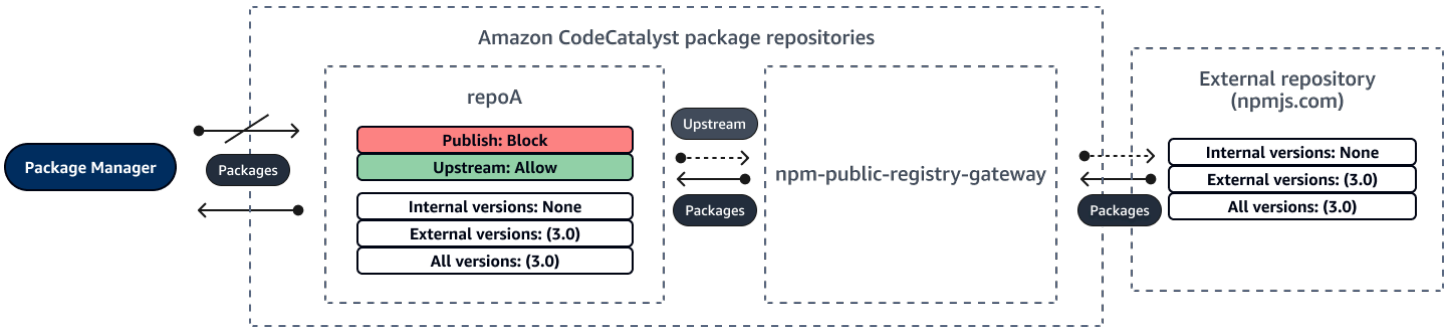 Amazon CodeCatalyst package repositories
Package Manager
Packages
repoA
Publish: Block
Upstream: Allow
Internal versions: None
External versions: (3.0)
All versions: (3.0)
Upstream
Packages
npm-public-registry-gateway
Packages
External repository
(npmjs.com)
Internal versions: None
External versions: (3.0)
All versions: (3.0)